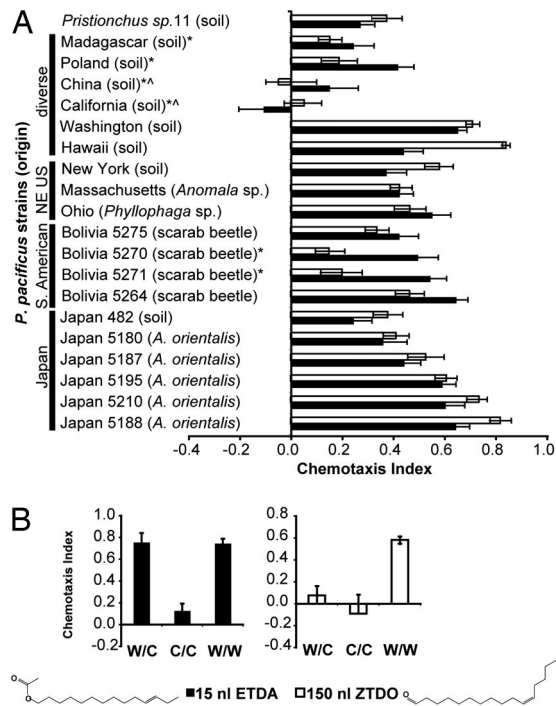 A
P. pacificus strains (origin)
Pristionchus sp.11 (soil)
diverse
Madagascar (soil)*
Poland (soil)*
China (soil)*^
California (soil)*^
Washington (soil)
Hawaii (soil)
NE US
New York (soil)
Massachusetts (Anomala sp.)
Ohio (Phyllophaga sp.)
S. American
Bolivia 5275 (scarab beetle)
Bolivia 5270 (scarab beetle)*
Bolivia 5271 (scarab beetle)*
Bolivia 5264 (scarab beetle)
Japan
Japan 482 (soil)
Japan 5180 (A. orientalis)
Japan 5187 (A. orientalis)
Japan 5195 (A. orientalis)
Japan 5210 (A. orientalis)
Japan 5188 (A. orientalis)
-0.4 -0.2 0.0 0.2 0.4 0.6 0.8 1.0
Chemotaxis Index
B
Chemotaxis Index
1.0
0.8
0.6
0.4
0.2
0.0
-0.2
W/C C/C W/W
0.8
0.6
0.4
0.2
0.0
-0.2
-0.4
W/C C/C W/W
O
O
15 nl ETDA 150 nl ZTDO
O